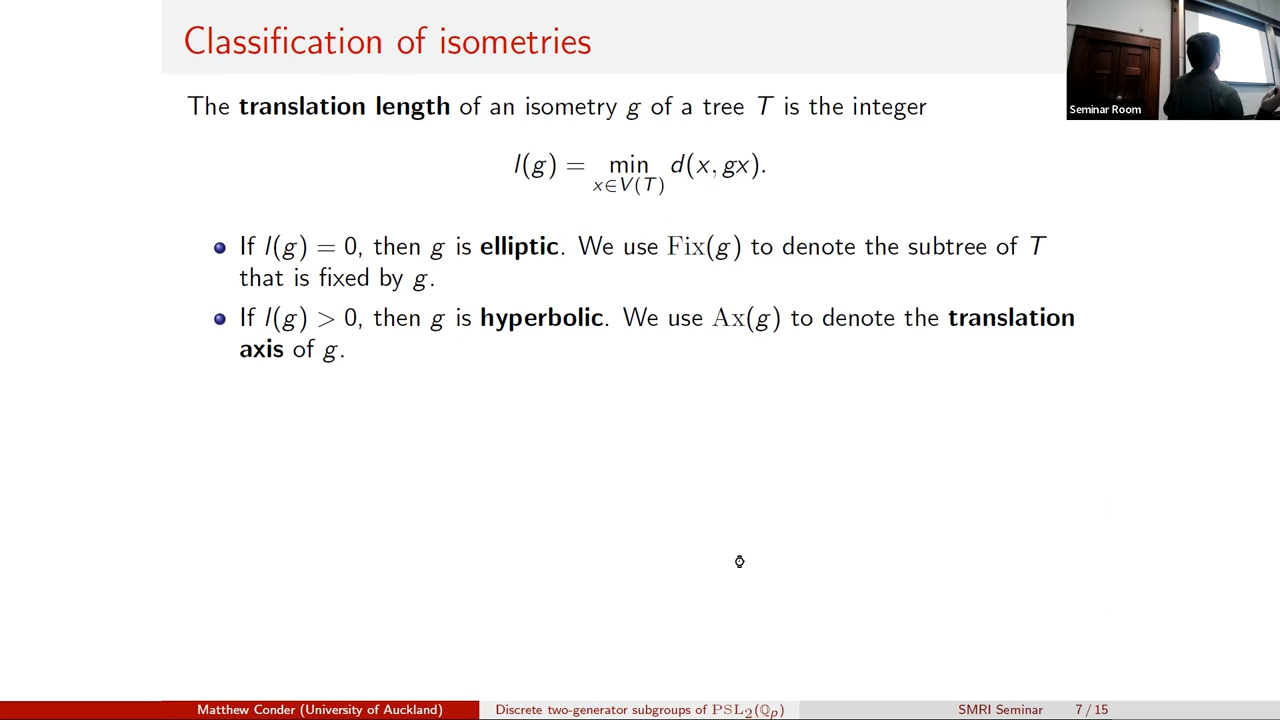 Classification of isometries
Seminar Room
The translation length of an isometry g of a tree T is the integer
l(g) = min d(x, gx).
x∈V(T)
If l(g) = 0, then g is elliptic. We use Fix(g) to denote the subtree of T
that is fixed by g.
If l(g) > 0, then g is hyperbolic. We use Ax(g) to denote the translation
axis of g.
Matthew Conder (University of Auckland) Discrete two-generator subgroups of PSL₂(ℚₚ) SMRI Seminar 7 / 15